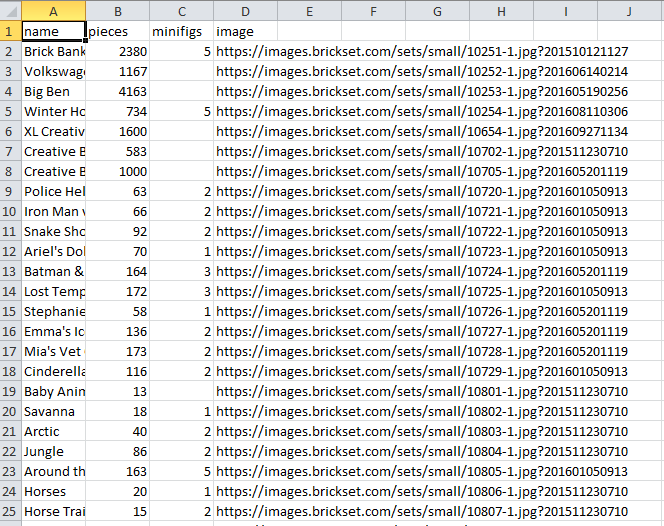 A B C D E F G H I J
1 name pieces minifigs image
2 Brick Bank 2380 5 https://images.brickset.com/sets/small/10251-1.jpg?201510121127
3 Volkswag 1167 https://images.brickset.com/sets/small/10252-1.jpg?201606140214
4 Big Ben 4163 https://images.brickset.com/sets/small/10253-1.jpg?201605190256
5 Winter Ho 734 5 https://images.brickset.com/sets/small/10254-1.jpg?201608110306
6 XL Creativ 1600 https://images.brickset.com/sets/small/10654-1.jpg?201609271134
7 Creative B 583 https://images.brickset.com/sets/small/10702-1.jpg?201511230710
8 Creative B 1000 https://images.brickset.com/sets/small/10705-1.jpg?201605201119
9 Police Hel 63 2 https://images.brickset.com/sets/small/10720-1.jpg?201601050913
10 Iron Man v 66 2 https://images.brickset.com/sets/small/10721-1.jpg?201601050913
11 Snake Sho 92 2 https://images.brickset.com/sets/small/10722-1.jpg?201601050913
12 Ariel's Dol 70 1 https://images.brickset.com/sets/small/10723-1.jpg?201601050913
13 Batman & 164 3 https://images.brickset.com/sets/small/10724-1.jpg?201605201119
14 Lost Temp 172 3 https://images.brickset.com/sets/small/10725-1.jpg?201601050913
15 Stephanie 58 1 https://images.brickset.com/sets/small/10726-1.jpg?201605201119
16 Emma's Ic 136 2 https://images.brickset.com/sets/small/10727-1.jpg?201605201119
17 Mia's Vet 173 2 https://images.brickset.com/sets/small/10728-1.jpg?201605201119
18 Cinderella 116 2 https://images.brickset.com/sets/small/10729-1.jpg?201601050913
19 Baby Anim 13 https://images.brickset.com/sets/small/10801-1.jpg?201511230710
20 Savanna 18 1 https://images.brickset.com/sets/small/10802-1.jpg?201511230710
21 Arctic 40 2 https://images.brickset.com/sets/small/10803-1.jpg?201511230710
22 Jungle 86 2 https://images.brickset.com/sets/small/10804-1.jpg?201511230710
23 Around th 163 5 https://images.brickset.com/sets/small/10805-1.jpg?201601050913
24 Horses 20 1 https://images.brickset.com/sets/small/10806-1.jpg?201511230710
25 Horse Trai 15 2 https://images.brickset.com/sets/small/10807-1.jpg?201511230710